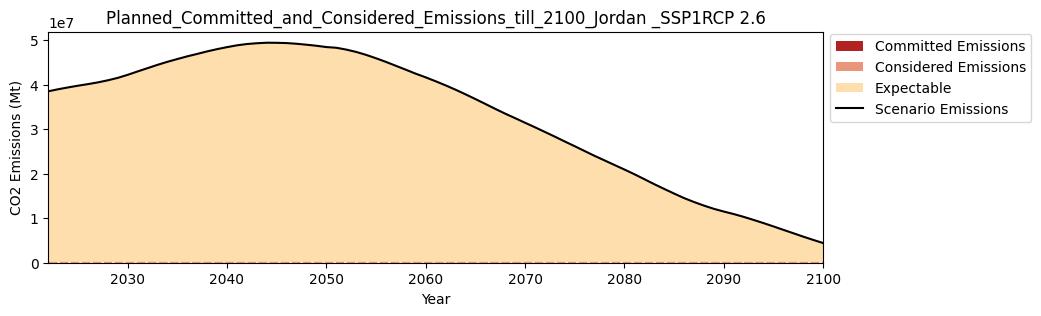 Planned_Committed_and_Considered_Emissions_till_2100_Jordan _SSP1RCP 2.6
1e7
5
4
3
2
1
0
CO2 Emissions (Mt)
2030 2040 2050 2060 2070 2080 2090 2100
Year
Committed Emissions
Considered Emissions
Expectable
Scenario Emissions